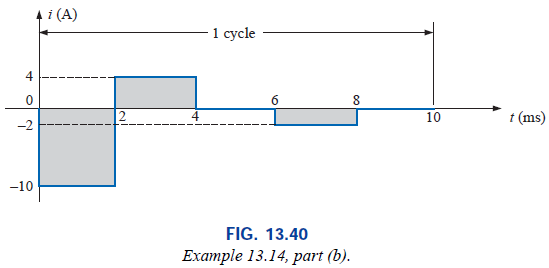 i (A)
1 cycle
4
0
2
4
6
8
10
t (ms)
–2
–10
FIG. 13.40
Example 13.14, part (b).